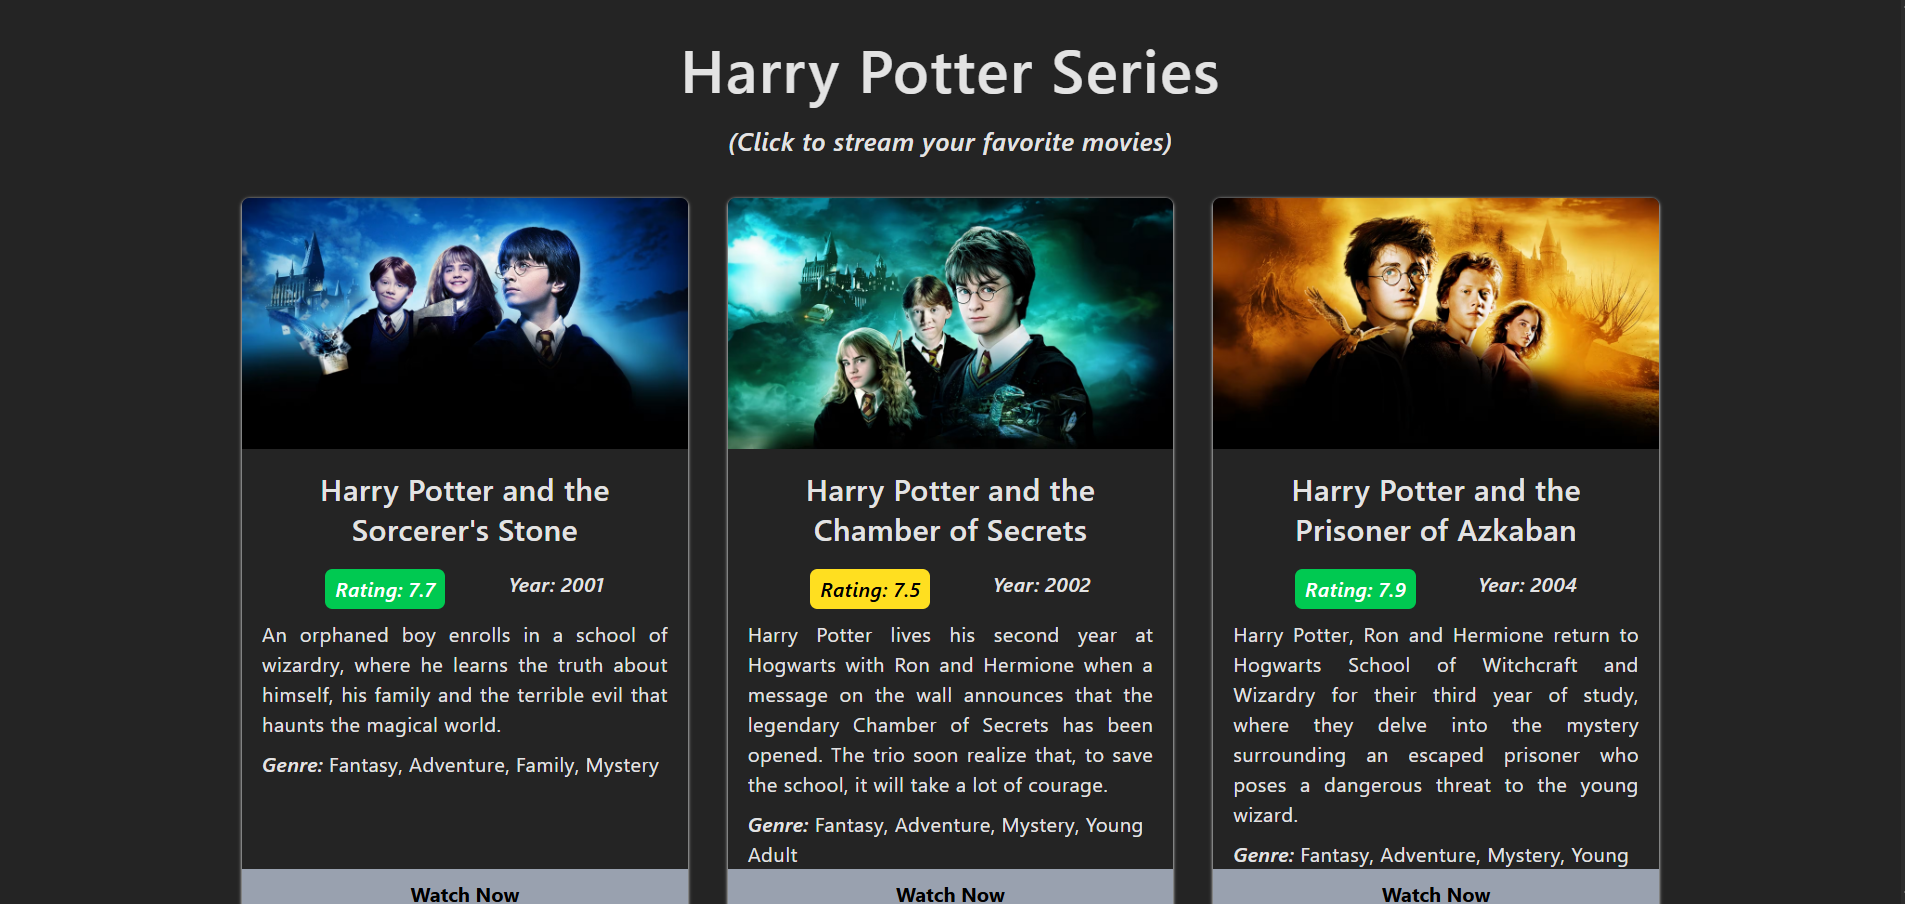 Harry Potter Series
(Click to stream your favorite movies)
Harry Potter and the
Sorcerer's Stone
Rating: 7.7
Year: 2001
An orphaned boy enrolls in a school of
wizardry, where he learns the truth about
himself, his family and the terrible evil that
haunts the magical world.
Genre: Fantasy, Adventure, Family, Mystery
Watch Now
Harry Potter and the
Chamber of Secrets
Rating: 7.5
Year: 2002
Harry Potter lives his second year at
Hogwarts with Ron and Hermione when a
message on the wall announces that the
legendary Chamber of Secrets has been
opened. The trio soon realize that, to save
the school, it will take a lot of courage.
Genre: Fantasy, Adventure, Mystery, Young
Adult
Watch Now
Harry Potter and the
Prisoner of Azkaban
Rating: 7.9
Year: 2004
Harry Potter, Ron and Hermione return to
Hogwarts School of Witchcraft and
Wizardry for their third year of study,
where they delve into the mystery
surrounding an escaped prisoner who
poses a dangerous threat to the young
wizard.
Genre: Fantasy, Adventure, Mystery, Young
Watch Now